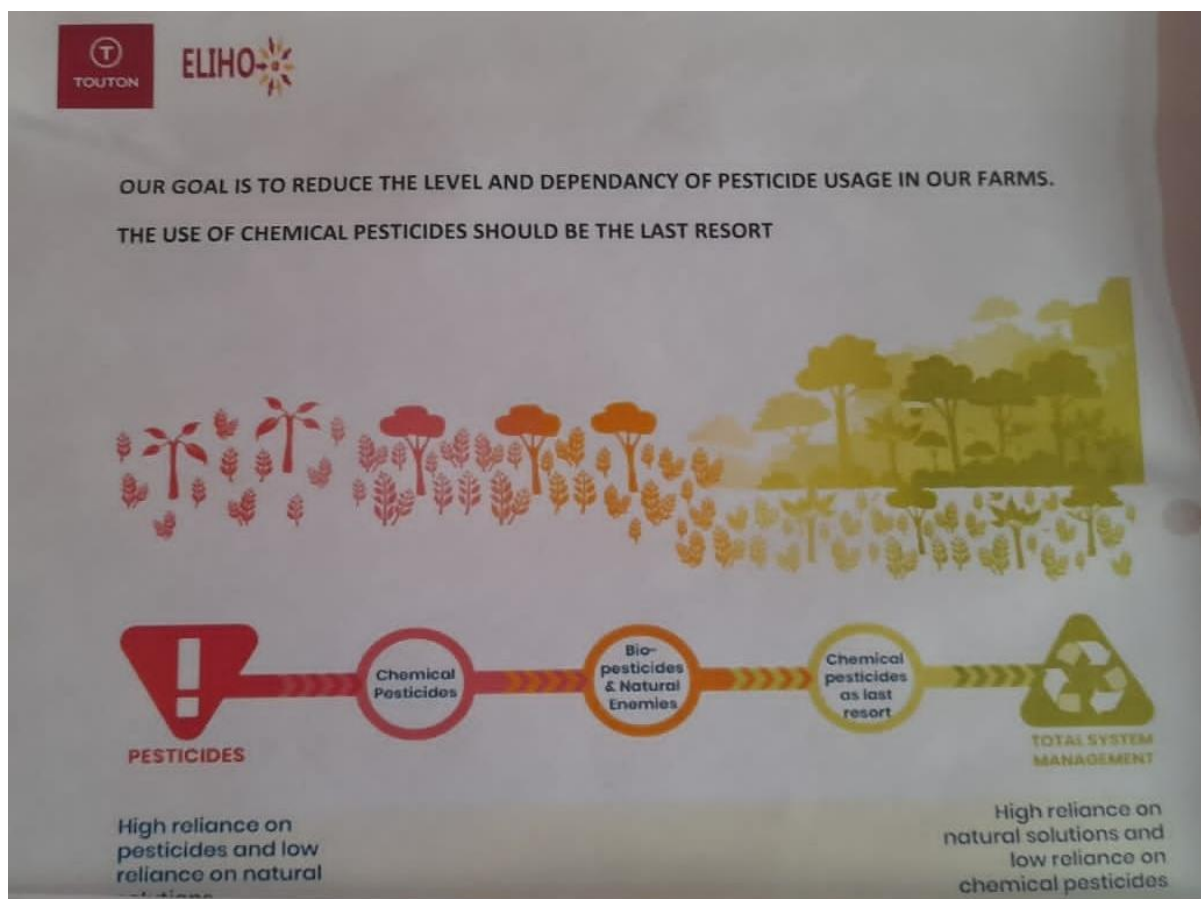 TOUTON
ELIHO
OUR GOAL IS TO REDUCE THE LEVEL AND DEPENDANCY OF PESTICIDE USAGE IN OUR FARMS.
THE USE OF CHEMICAL PESTICIDES SHOULD BE THE LAST RESORT
Chemical
Pesticides
Bio-
pesticides
& Natural
Enemies
Chemical
pesticides
as last
resort
PESTICIDES
TOTAL SYSTEM
MANAGEMENT
High reliance on
pesticides and low
reliance on natural
High reliance on
natural solutions and
low reliance on
chemical pesticides